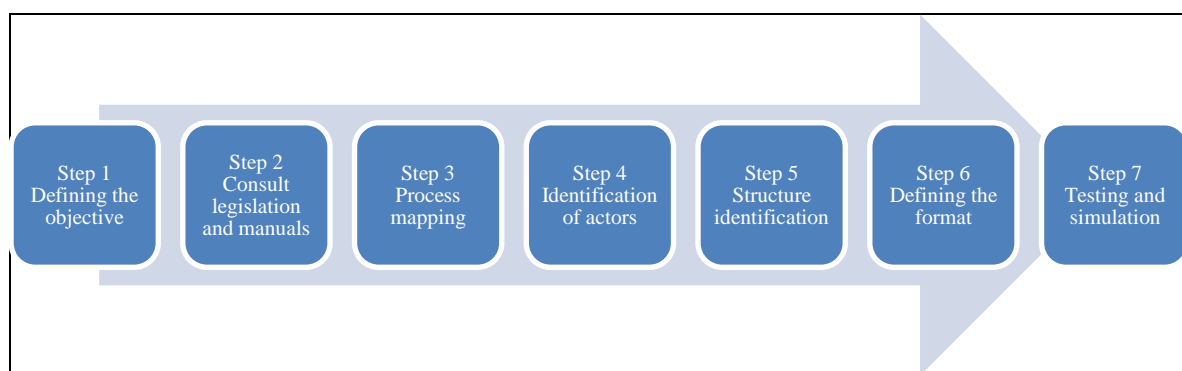 Step 1
Defining the
objective
Step 2
Consult
legislation
and manuals
Step 3
Process
mapping
Step 4
Identification
of actors
Step 5
Structure
identification
Step 6
Defining the
format
Step 7
Testing and
simulation